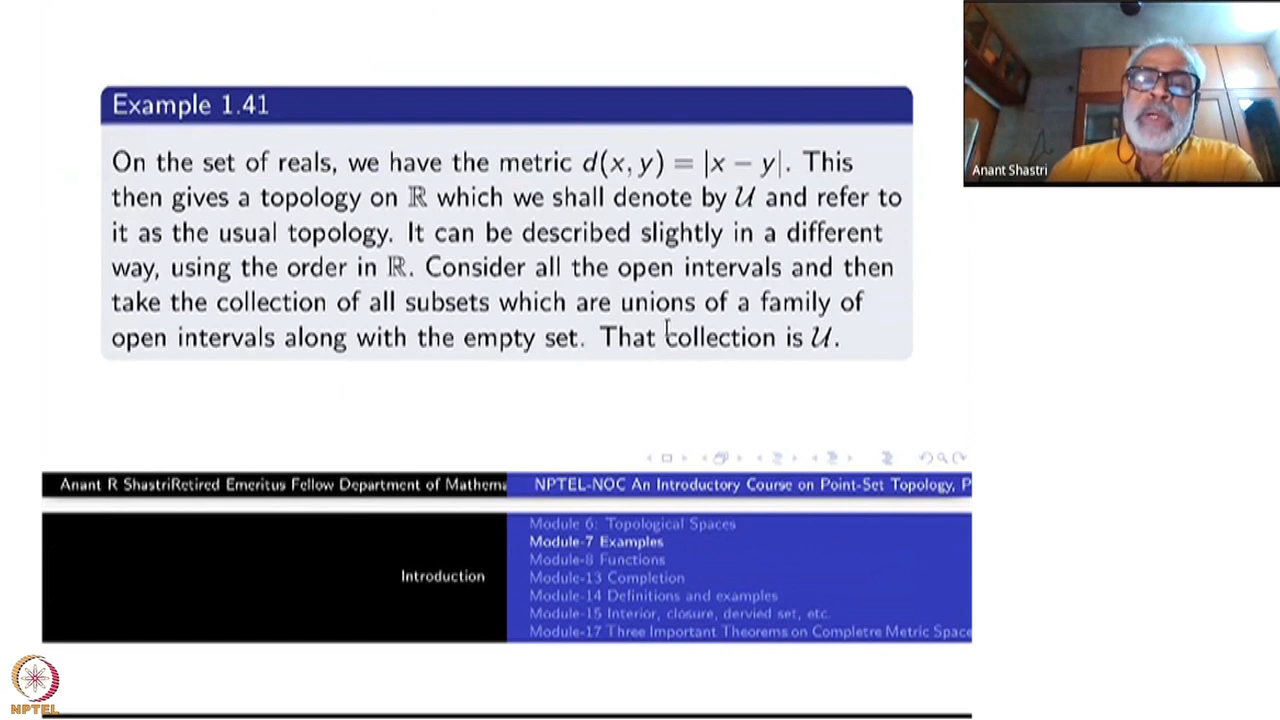 Example 1.41
On the set of reals, we have the metric d(x, y) = |x − y|. This
then gives a topology on ℝ which we shall denote by 𝒰 and refer to
it as the usual topology. It can be described slightly in a different
way, using the order in ℝ. Consider all the open intervals and then
take the collection of all subsets which are unions of a family of
open intervals along with the empty set. That collection is 𝒰.
Anant Shastri
Anant R ShastriRetired Emeritus Fellow Department of Mathema
NPTEL-NOC An Introductory Course on Point-Set Topology, P
Introduction
Module 6: Topological Spaces
Module-7 Examples
Module-8 Functions
Module-13 Completion
Module-14 Definitions and examples
Module-15 Interior, closure, dervied set, etc.
Module-17 Three Important Theorems on Completre Metric Space
NPTEL